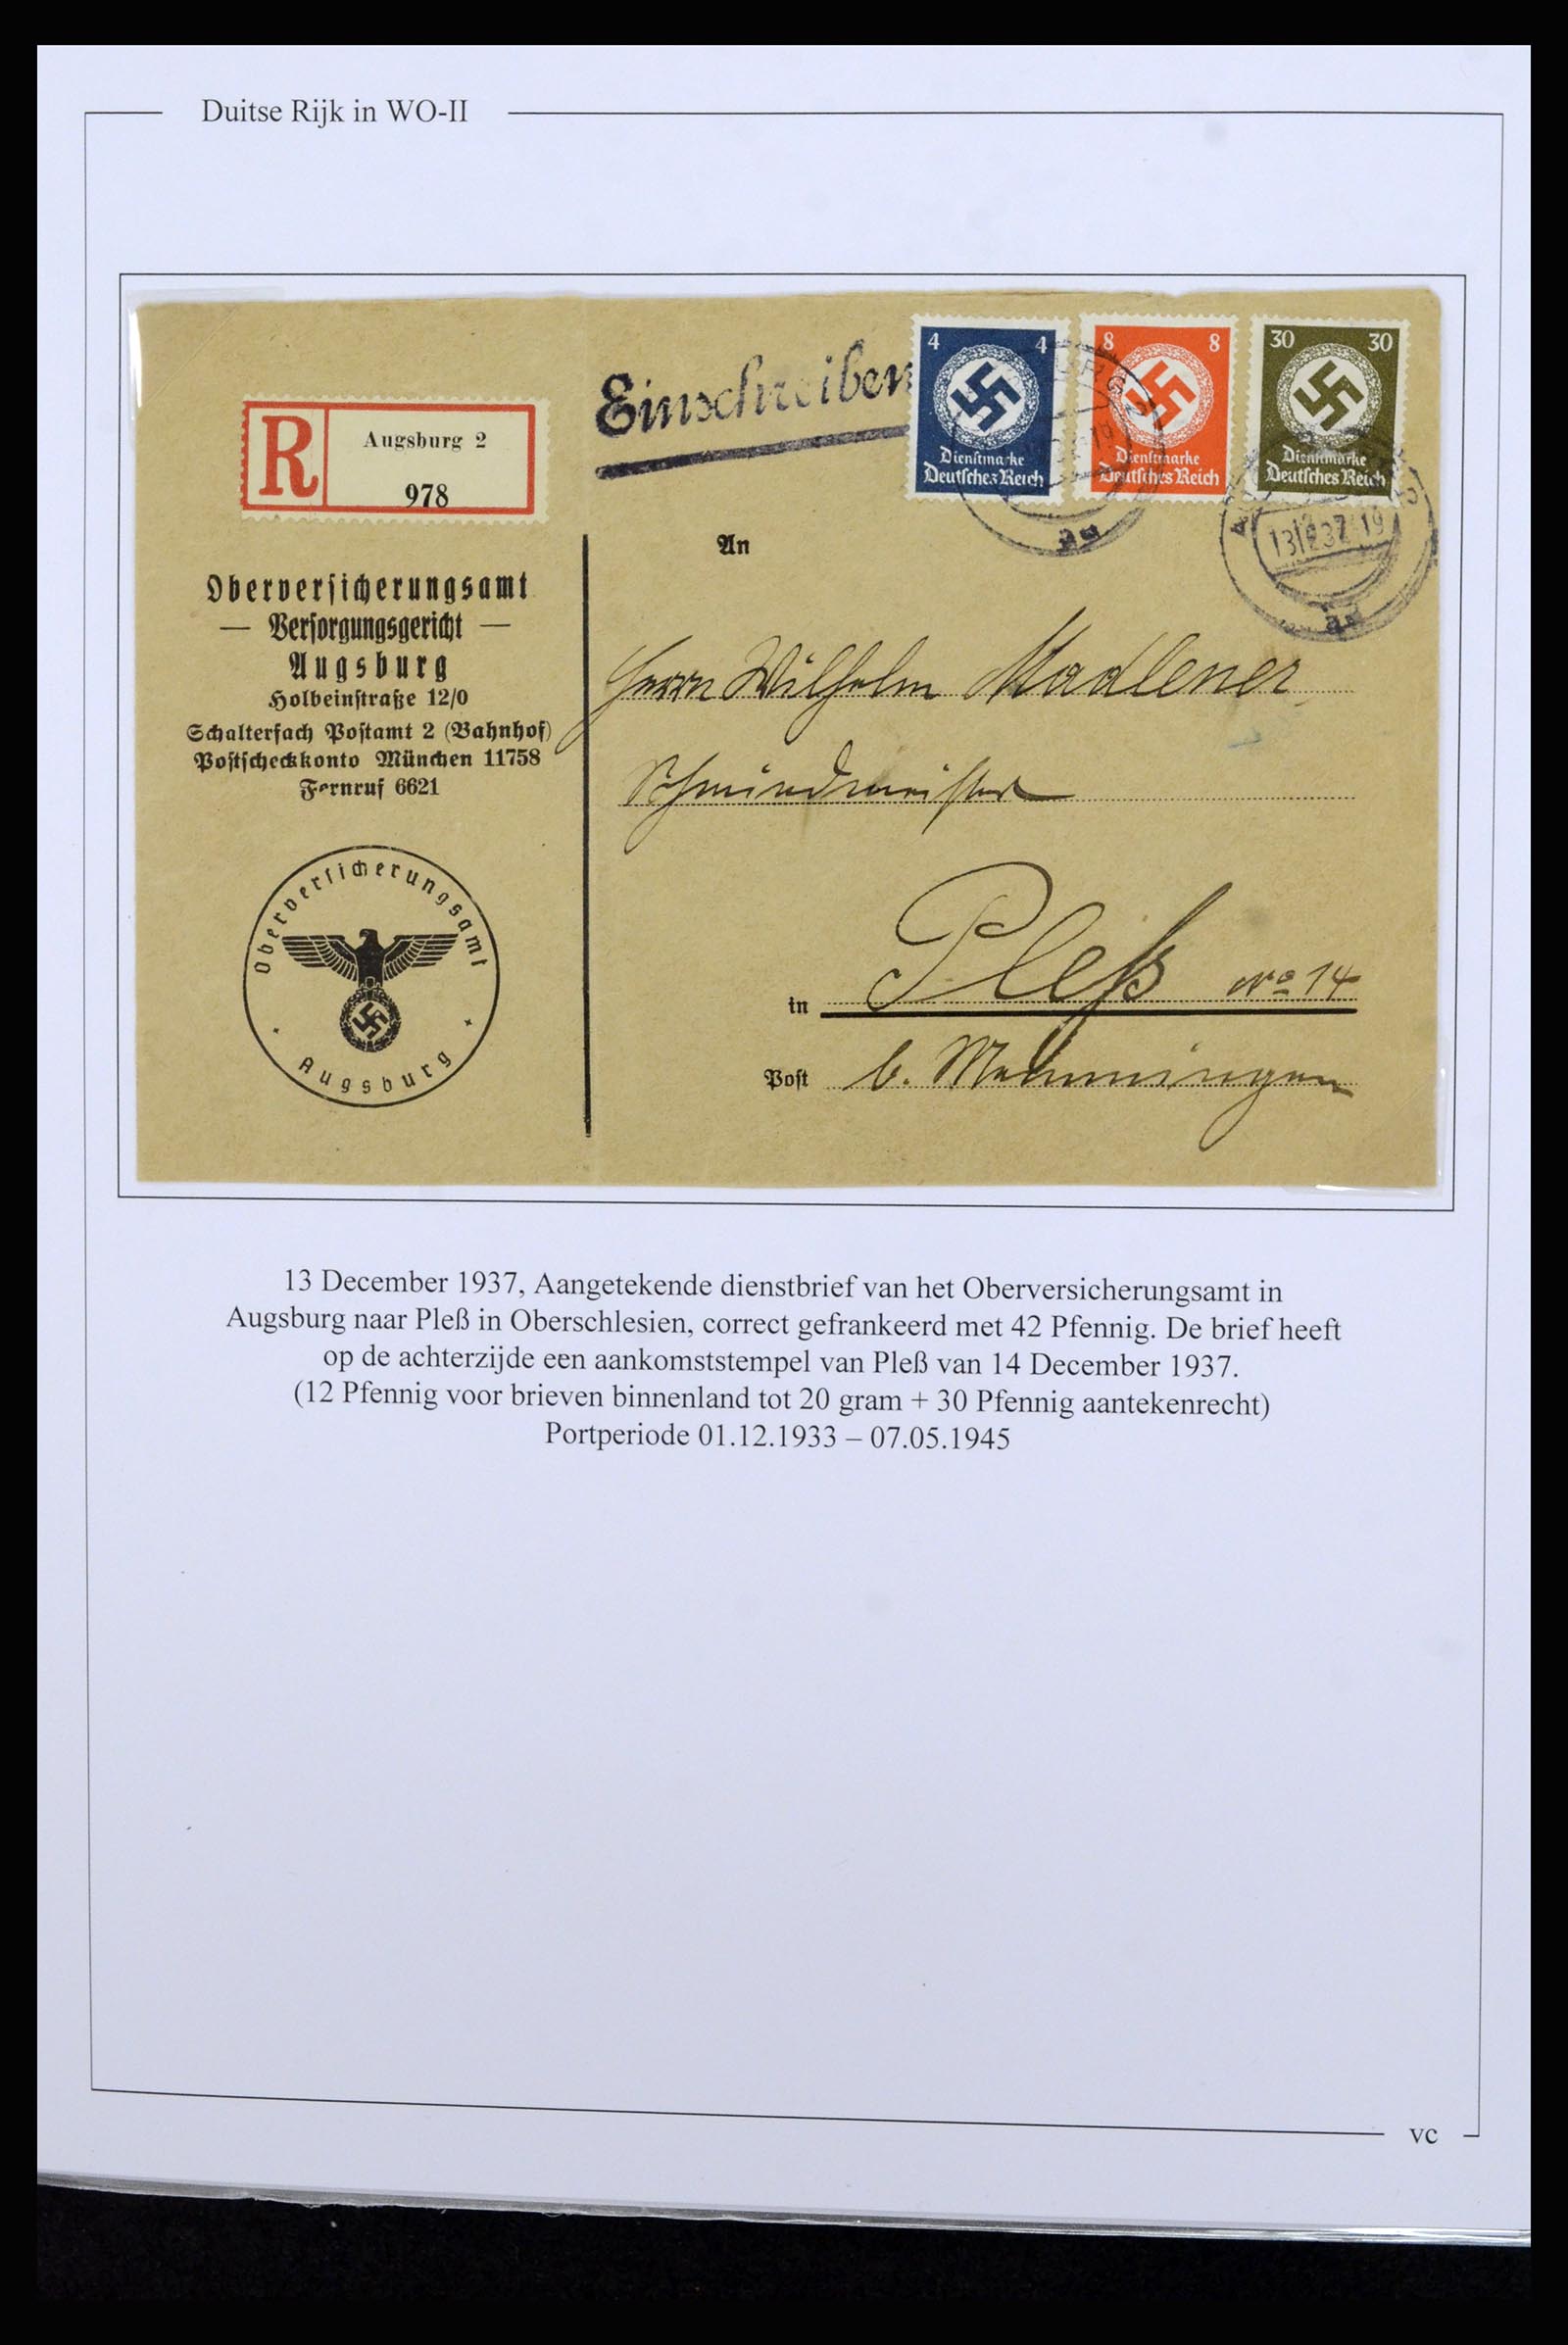 Duitse Rijk in WO-II
Einschreiben
4 4
Dienstmarke
Deutsches Reich
8 8
Dienstmarke
Deutsches Reich
30 30
Dienstmarke
Deutsches Reich
R
Augsburg 2
978
13.12.37.19
Oberversicherungsamt
— Versorgungsgericht —
Augsburg
Holbeinstraße 12/0
Schalterfach Postamt 2 (Bahnhof)
Postscheckkonto München 11758
Fernruf 6621
Oberversicherungsamt
Augsburg
An
Herrn Wilhelm Madlener
in Pleß No 14
Post b. Memmingen
13 December 1937, Aangetekende dienstbrief van het Oberversicherungsamt in
Augsburg naar Pleß in Oberschlesien, correct gefrankeerd met 42 Pfennig. De brief heeft
op de achterzijde een aankomststempel van Pleß van 14 December 1937.
(12 Pfennig voor brieven binnenland tot 20 gram + 30 Pfennig aantekenrecht)
Portperiode 01.12.1933 – 07.05.1945
vc